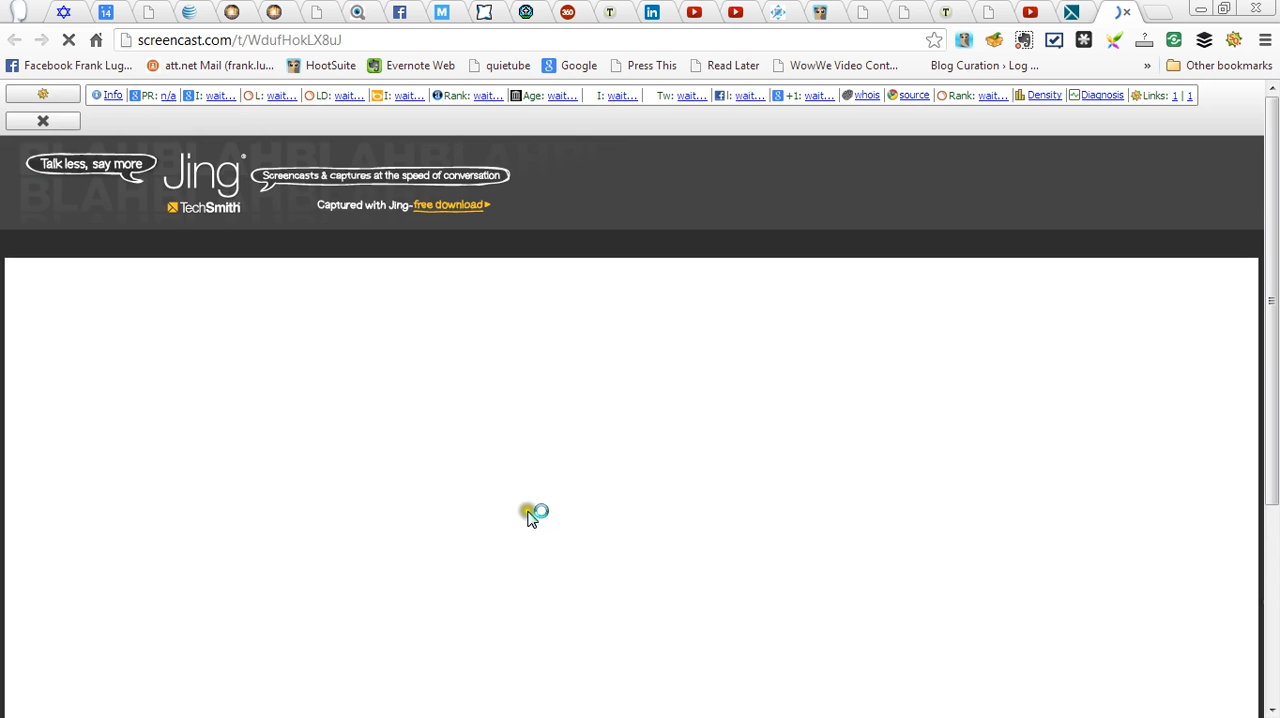 14
M
360
T
in
T
screencast.com/t/WdufHokLX8uJ
Facebook Frank Lug...
att.net Mail (frank.lu...
HootSuite
Evernote Web
quietube
Google
Press This
Read Later
WowWe Video Cont...
Blog Curation › Log ...
»
Other bookmarks
Info PR: n/a I: wait... L: wait... LD: wait... I: wait... Rank: wait... Age: wait... I: wait... Tw: wait... I: wait... +1: wait... whois source Rank: wait... Density Diagnosis Links: 1 | 1
Talk less, say more
Jing®
Screencasts & captures at the speed of conversation
TechSmith
Captured with Jing-free download